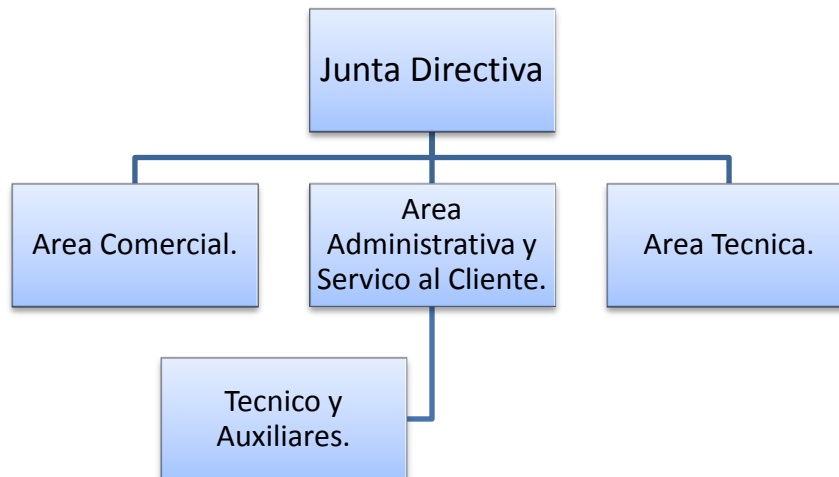 Junta Directiva
Area Comercial.
Area
Administrativa y
Servico al Cliente.
Area Tecnica.
Tecnico y
Auxiliares.